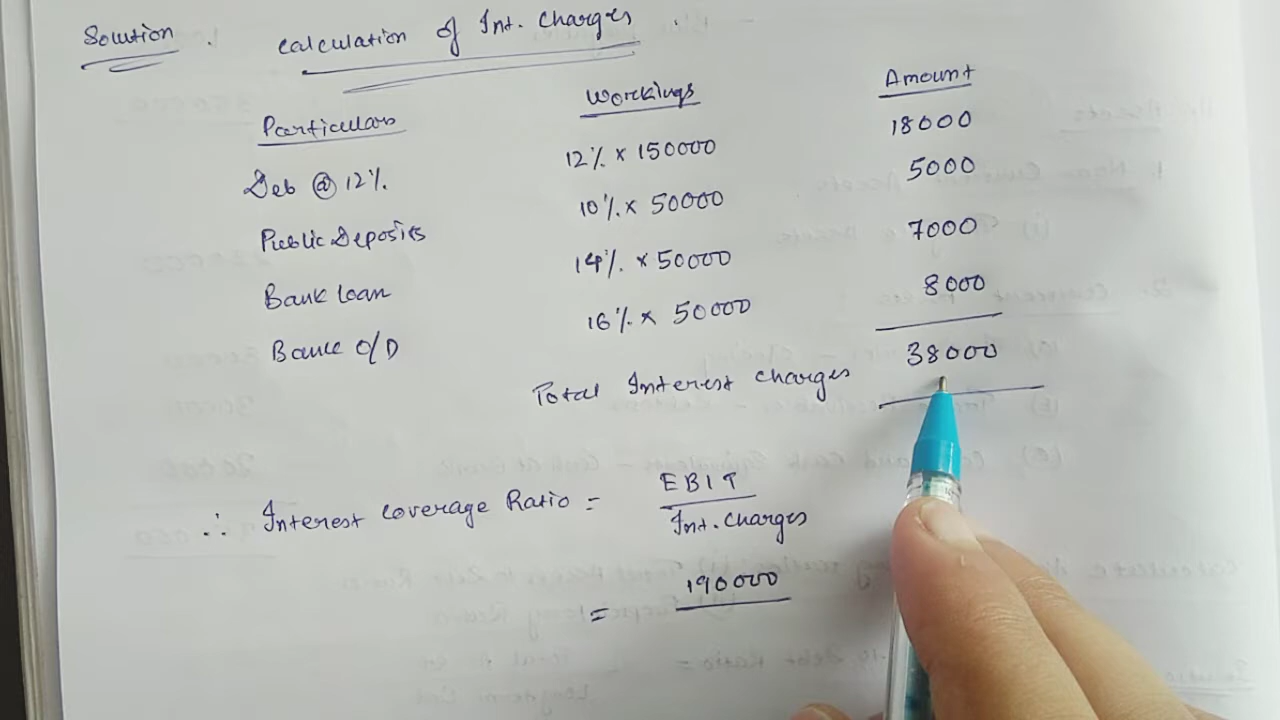 Solution . Calculation of Int. Charges .
Particulars Workings Amount
Deb @ 12% 12% x 150000 18000
Public Deposits 10% x 50000 5000
Bank loan 14% x 50000 7000
Bank O/D 16% x 50000 8000
Total Interest charges 38000
∴ Interest coverage Ratio = EBIT
Int. charges
= 190000